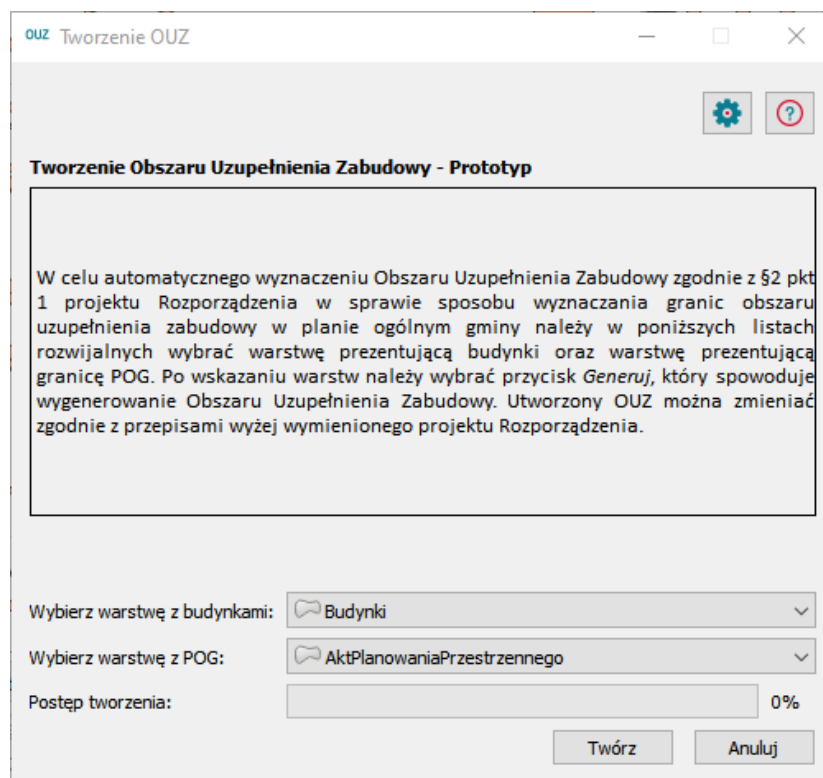 OUZ Tworzenie OUZ
Tworzenie Obszaru Uzupełnienia Zabudowy - Prototyp
W celu automatycznego wyznaczeniu Obszaru Uzupełnienia Zabudowy zgodnie z §2 pkt
1 projektu Rozporządzenia w sprawie sposobu wyznaczania granic obszaru
uzupełnienia zabudowy w planie ogólnym gminy należy w poniższych listach
rozwijalnych wybrać warstwę prezentującą budynki oraz warstwę prezentującą
granicę POG. Po wskazaniu warstw należy wybrać przycisk Generuj, który spowoduje
wygenerowanie Obszaru Uzupełnienia Zabudowy. Utworzony OUZ można zmieniać
zgodnie z przepisami wyżej wymienionego projektu Rozporządzenia.
Wybierz warstwę z budynkami: Budynki
Wybierz warstwę z POG: AktPlanowaniaPrzestrzennego
Postęp tworzenia: 0%
Twórz Anuluj